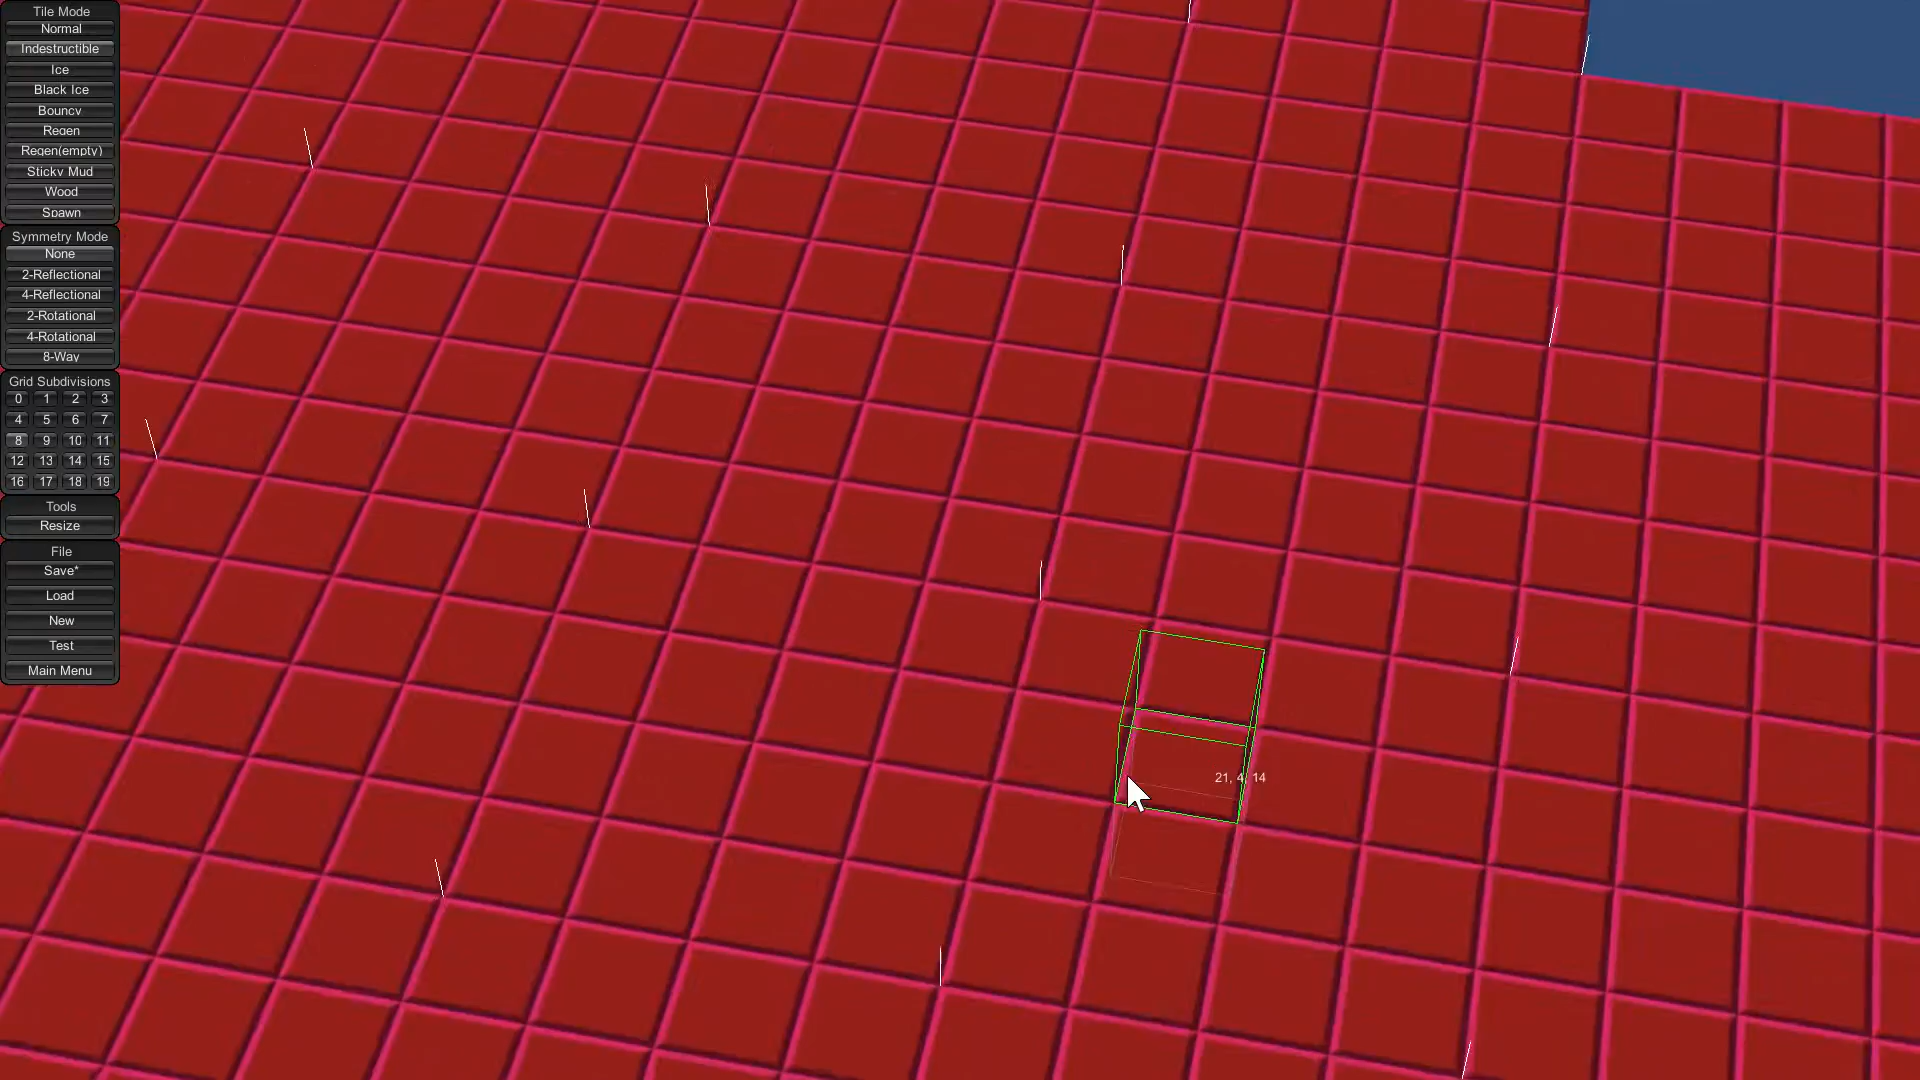 Tile Mode
Normal
Indestructible
Ice
Black Ice
Bouncy
Regen
Regen(empty)
Sticky Mud
Wood
Spawn
Symmetry Mode
None
2-Reflectional
4-Reflectional
2-Rotational
4-Rotational
8-Way
Grid Subdivisions
0 1 2 3
4 5 6 7
8 9 10 11
12 13 14 15
16 17 18 19
Tools
Resize
File
Save*
Load
New
Test
Main Menu
21, 4, 14